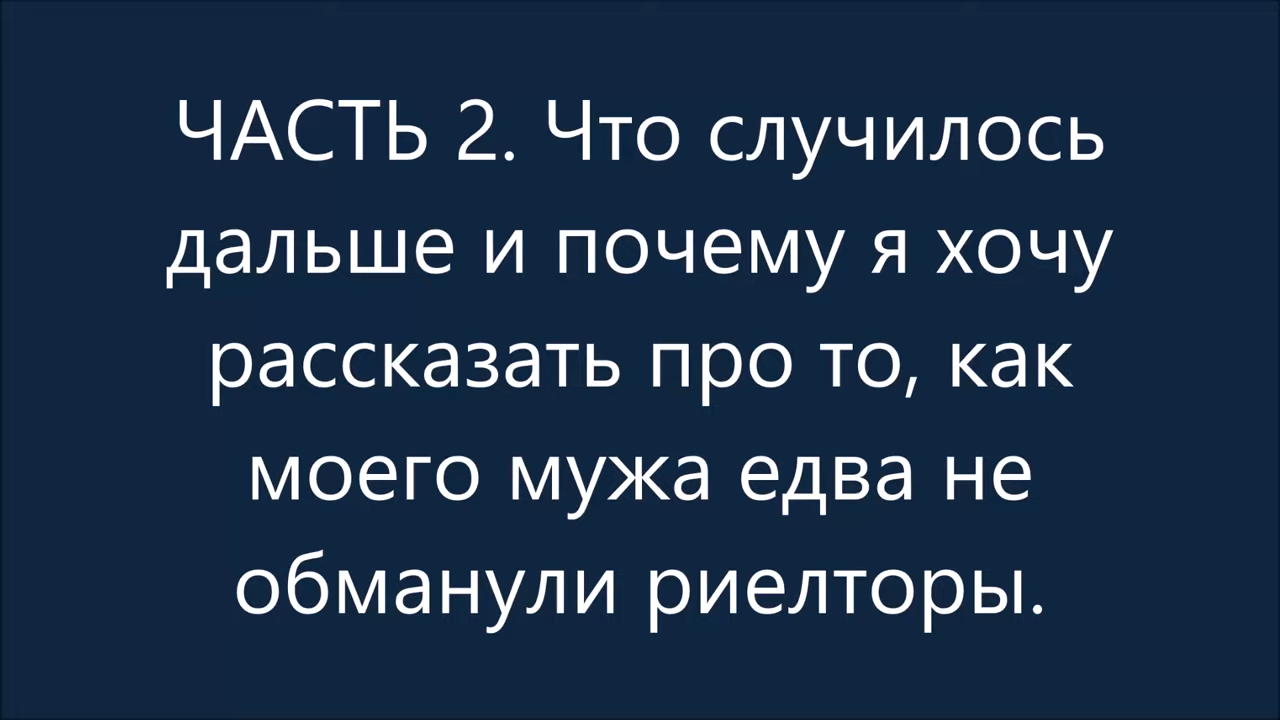 ЧАСТЬ 2. Что случилось
дальше и почему я хочу
рассказать про то, как
моего мужа едва не
обманули риелторы.